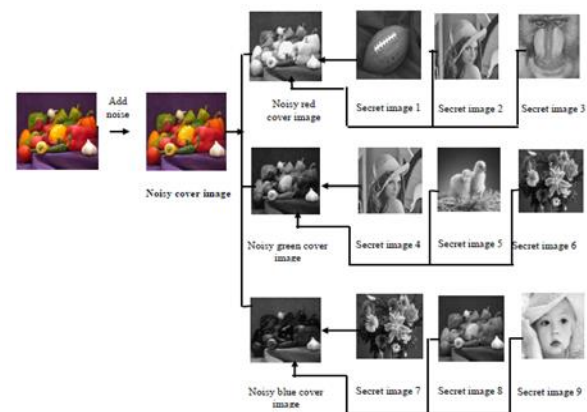 Add
noise
Noisy cover image
Noisy red
cover image
Secret image 1
Secret image 2
Secret image 3
Noisy green cover
image
Secret image 4
Secret image 5
Secret image 6
Noisy blue cover
image
Secret image 7
Secret image 8
Secret image 9